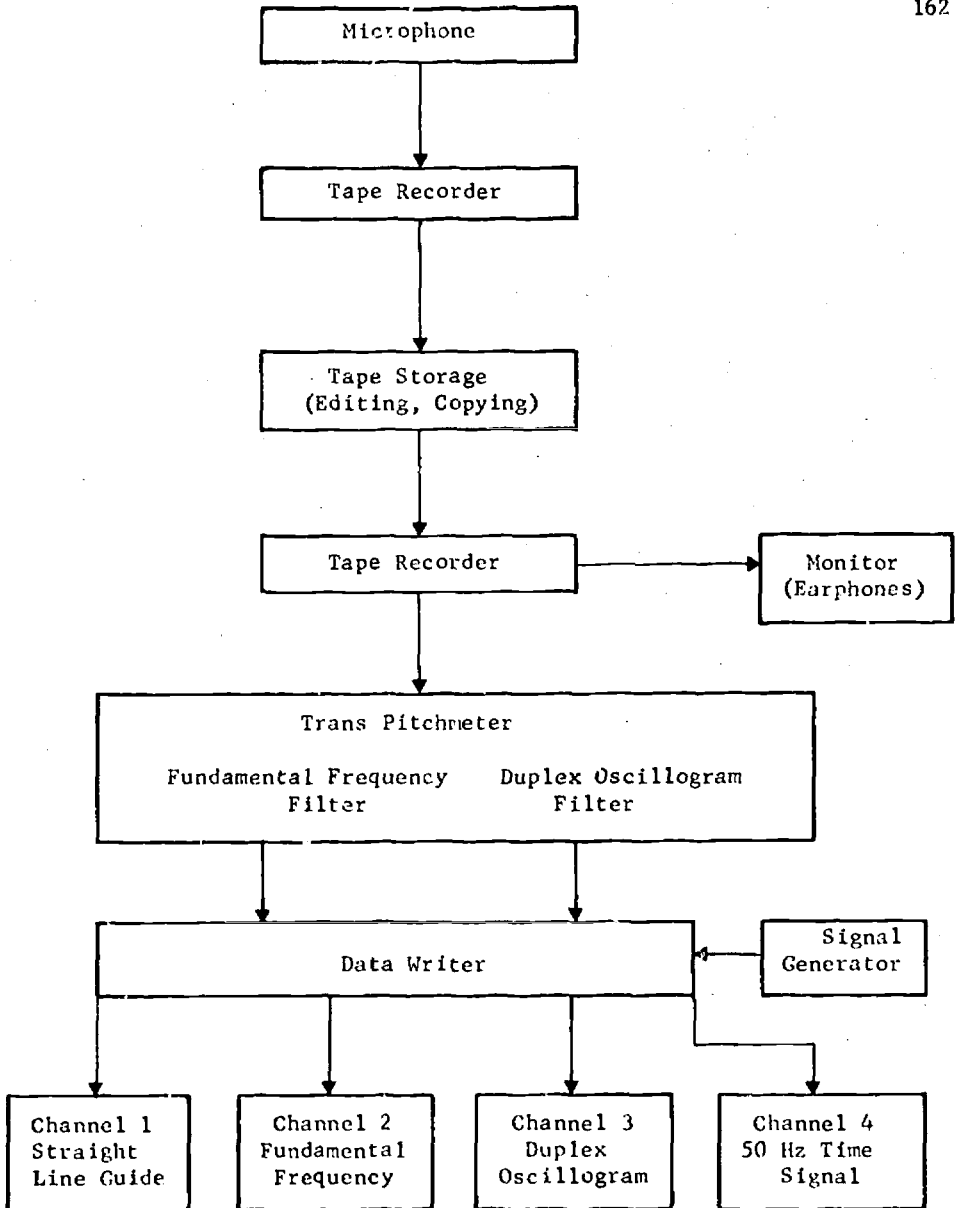 162
Microphone
Tape Recorder
Tape Storage
(Editing, Copying)
Tape Recorder
Monitor
(Earphones)
Trans Pitchmeter
Fundamental Frequency
Filter
Duplex Oscillogram
Filter
Data Writer
Signal
Generator
Channel 1
Straight
Line Guide
Channel 2
Fundamental
Frequency
Channel 3
Duplex
Oscillogram
Channel 4
50 Hz Time
Signal